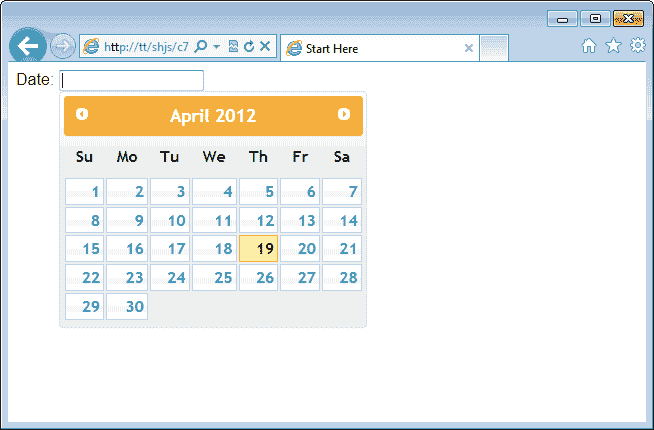 http://tt/shjs/c7
Start Here
Date:
April 2012
Su Mo Tu We Th Fr Sa
1 2 3 4 5 6 7
8 9 10 11 12 13 14
15 16 17 18 19 20 21
22 23 24 25 26 27 28
29 30